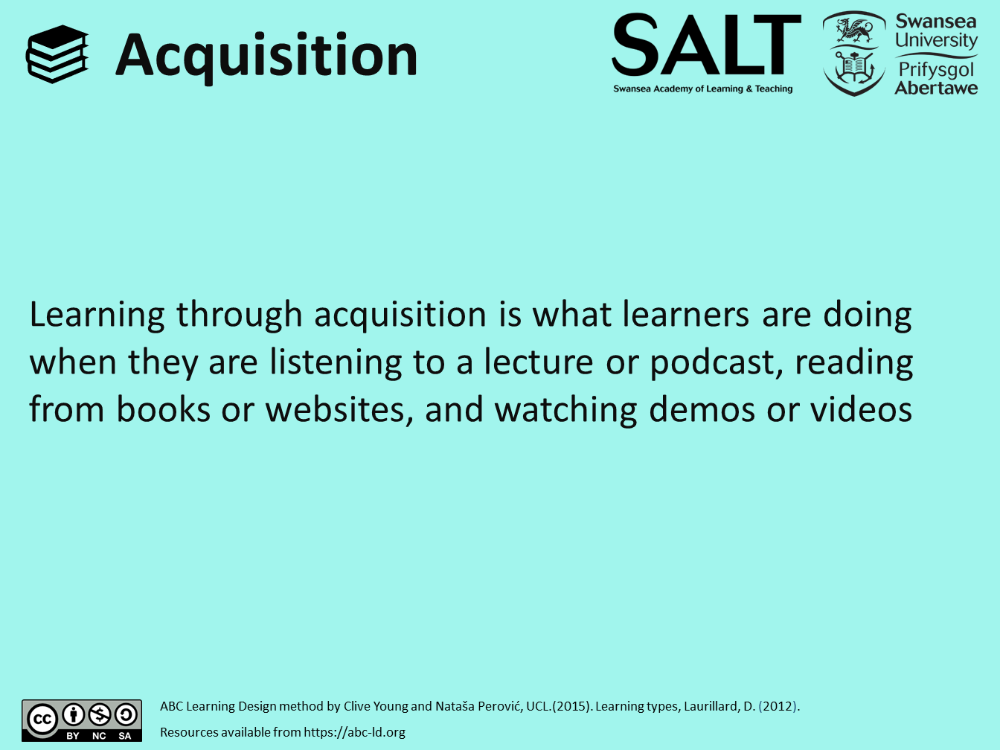 Acquisition
SALT
Swansea Academy of Learning & Teaching
Swansea
University
Prifysgol
Abertawe
Learning through acquisition is what learners are doing
when they are listening to a lecture or podcast, reading
from books or websites, and watching demos or videos
cc
BY NC SA
ABC Learning Design method by Clive Young and Nataša Perović, UCL.(2015). Learning types, Laurillard, D. (2012).
Resources available from https://abc-ld.org